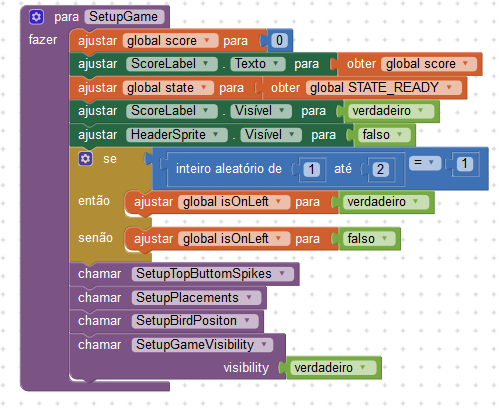 para SetupGame
fazer ajustar global score para 0
ajustar ScoreLabel . Texto para obter global score
ajustar global state para obter global STATE_READY
ajustar ScoreLabel . Visível para verdadeiro
ajustar HeaderSprite . Visível para falso
se inteiro aleatório de 1 até 2 = 1
então ajustar global isOnLeft para verdadeiro
senão ajustar global isOnLeft para falso
chamar SetupTopButtomSpikes
chamar SetupPlacements
chamar SetupBirdPositon
chamar SetupGameVisibility
visibility verdadeiro